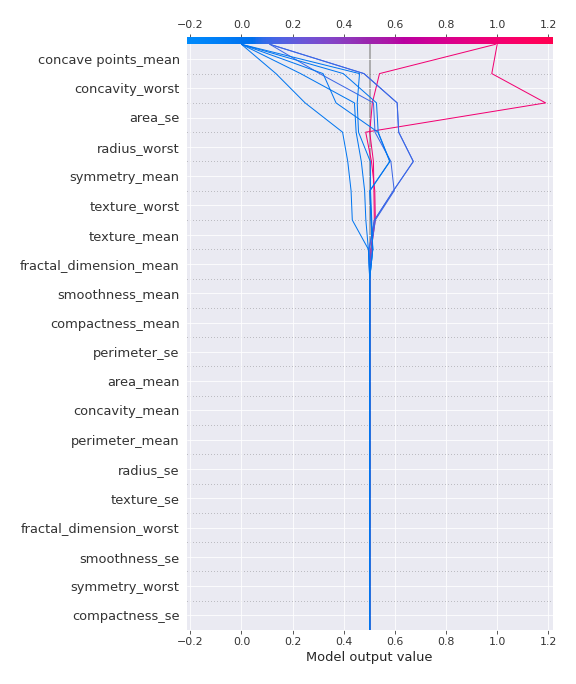 −0.2 0.0 0.2 0.4 0.6 0.8 1.0 1.2
concave points_mean
concavity_worst
area_se
radius_worst
symmetry_mean
texture_worst
texture_mean
fractal_dimension_mean
smoothness_mean
compactness_mean
perimeter_se
area_mean
concavity_mean
perimeter_mean
radius_se
texture_se
fractal_dimension_worst
smoothness_se
symmetry_worst
compactness_se
−0.2 0.0 0.2 0.4 0.6 0.8 1.0 1.2
Model output value